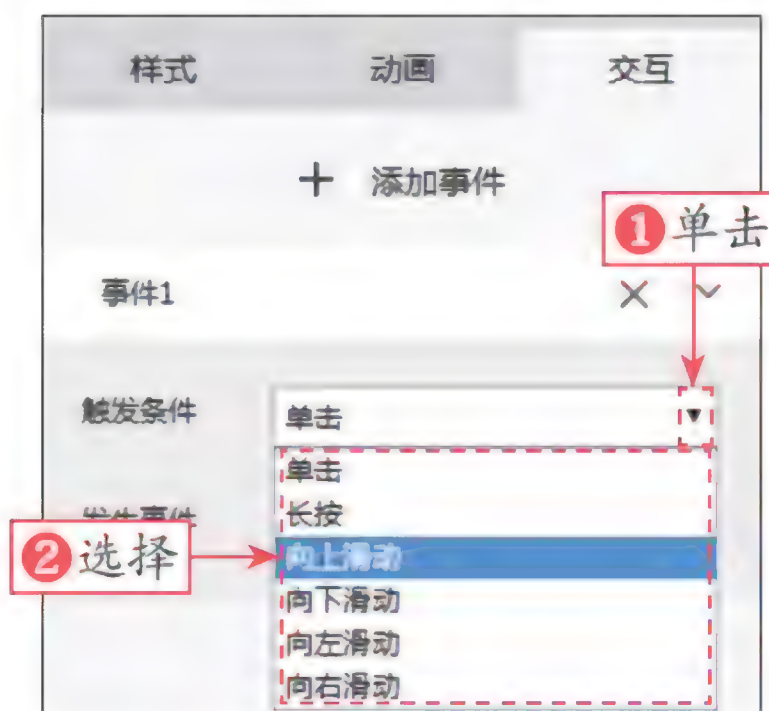 样式 动画 交互
+ 添加事件
❶单击
事件1
触发条件 单击
单击
长按
❷选择
向上滑动
向下滑动
向左滑动
向右滑动